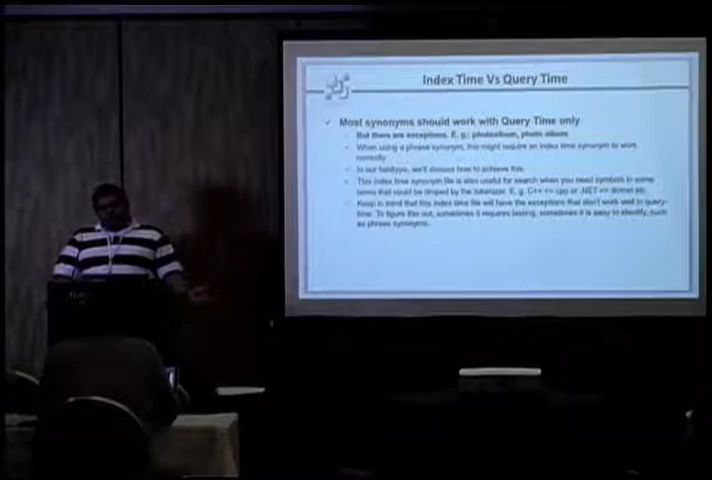 Index Time Vs Query Time
Most synonyms should work with Query Time only
But there are exceptions. E. g.: photoalbum, photo album
When using a phrase synonym, this might require an index time synonym to work
correctly
In our fieldtype, we'll discuss how to achieve this.
This index time synonym file is also useful for search when you need symbols in some
terms that could be droped by the tokenizer. E. g. C++ => cpp or .NET => dotnet etc.
Keep in mind that this index time file will have the exceptions that don't work well in query-
time. To figure this out, sometimes it requires testing, sometimes it is easy to identify, such
as phrase synonyms.